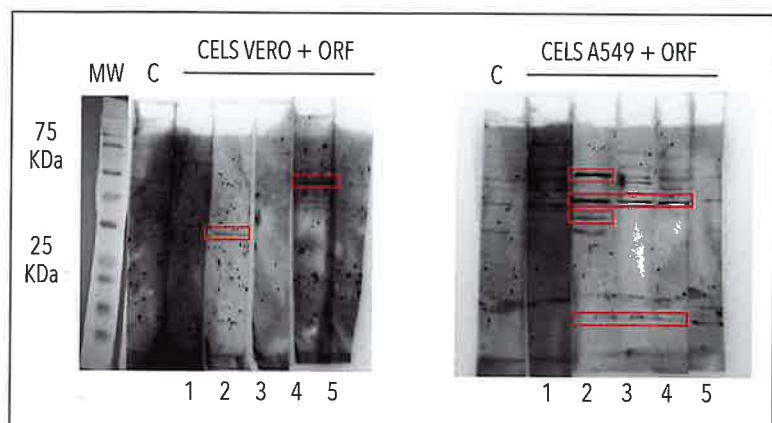 CELS VERO + ORF
MW C
75
KDa
25
KDa
1 2 3 4 5
CELS A549 + ORF
C
1 2 3 4 5